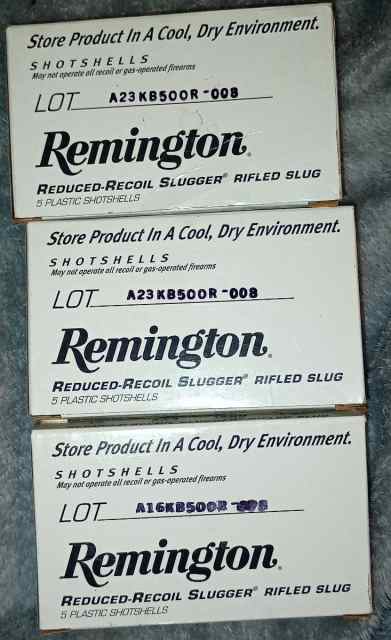 Store Product In A Cool, Dry Environment.
SHOTSHELLS
May not operate all recoil or gas-operated firearms
LOT A23KB500R-008
Remington®
REDUCED-RECOIL SLUGGER® RIFLED SLUG
5 PLASTIC SHOTSHELLS
Store Product In A Cool, Dry Environment.
SHOTSHELLS
May not operate all recoil or gas-operated firearms
LOT A23KB500R-008
Remington®
REDUCED-RECOIL SLUGGER® RIFLED SLUG
5 PLASTIC SHOTSHELLS
Store Product In A Cool, Dry Environment.
SHOTSHELLS
May not operate all recoil or gas-operated firearms
LOT
Remington®
REDUCED-RECOIL SLUGGER® RIFLED SLUG
5 PLASTIC SHOTSHELLS